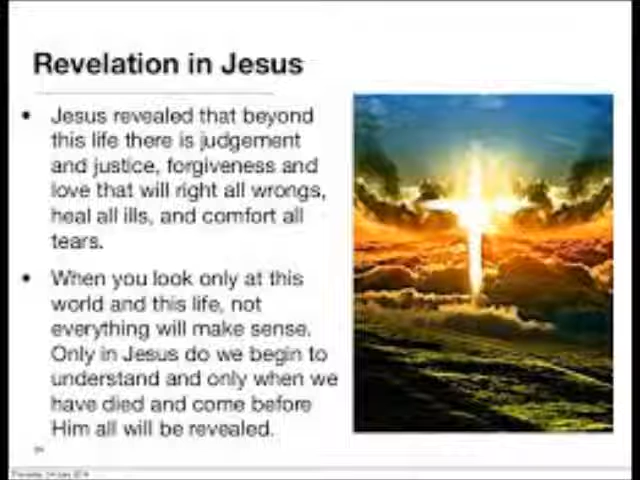 Revelation in Jesus
• Jesus revealed that beyond
this life there is judgement
and justice, forgiveness and
love that will right all wrongs,
heal all ills, and comfort all
tears.
• When you look only at this
world and this life, not
everything will make sense.
Only in Jesus do we begin to
understand and only when we
have died and come before
Him all will be revealed.